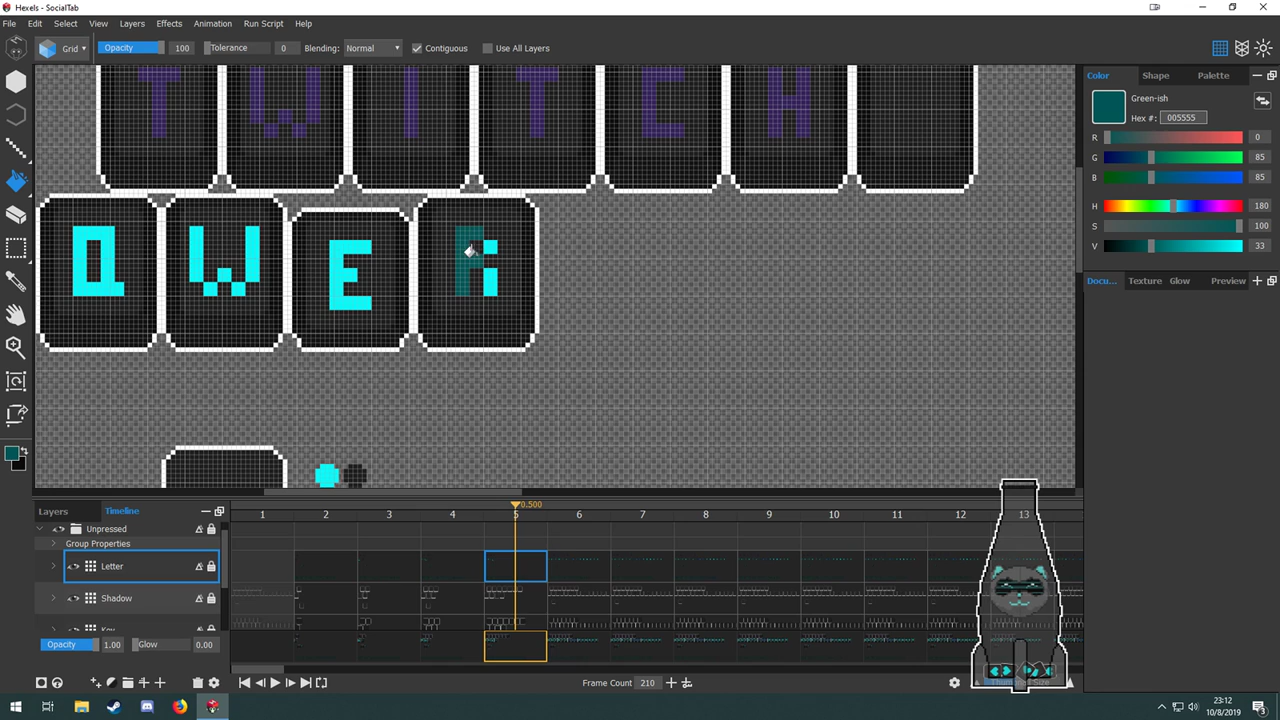 Hexels - SocialTab
File Edit Select View Layers Effects Animation Run Script Help
Grid Opacity 100 Tolerance 0 Blending: Normal Contiguous Use All Layers
T W I T C H
Color Shape Palette
Green-ish
Hex #: 005555
R 0
G 85
B 85
H 180
S 100
V 33
Q W E R
Docu... Texture Glow Preview
Layers Timeline
0.500
1 2 3 4 5 6 7 8 9 10 11 12 13
Unpressed
Group Properties
Letter
Shadow
Opacity 1.00 Glow 0.00
Frame Count 210
Size
23:12
10/8/2019
3